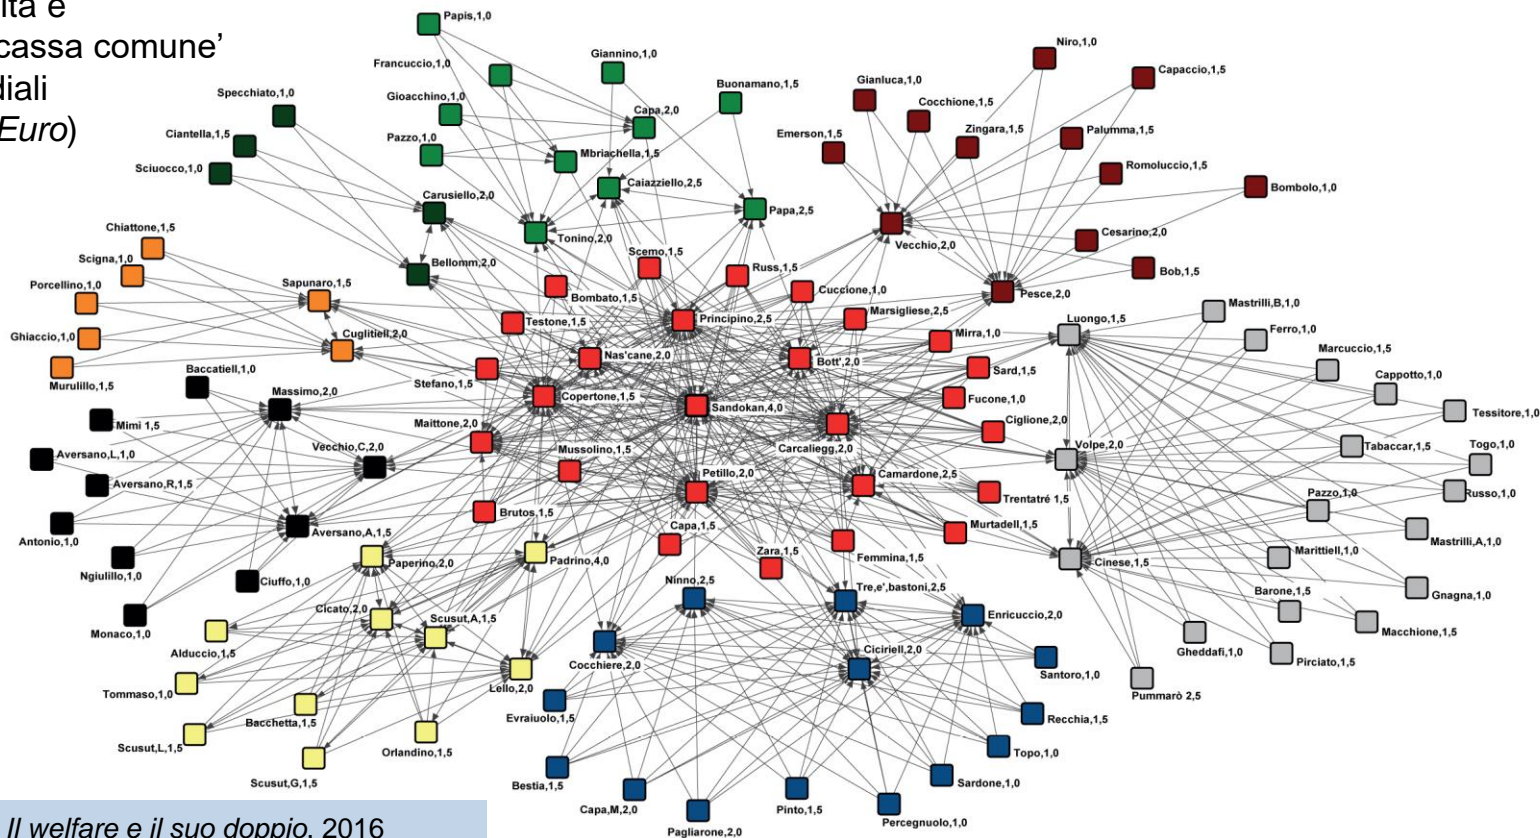 lità e
cassa comune’
diali
Euro)
Papis,1,0
Francuccio,1,0
Giannino,1,0
Gioacchino,1,0
Buonamano,1,5
Capa,2,0
Pazzo,1,0
Mbriachella,1,5
Caiazziello,2,5
Papa,2,5
Tonino,2,0
Specchiato,1,0
Ciantella,1,5
Sciuocco,1,0
Carusiello,2,0
Bellomm,2,0
Niro,1,0
Capaccio,1,5
Gianluca,1,0
Cocchione,1,5
Emerson,1,5
Zingara,1,5
Palumma,1,5
Romoluccio,1,5
Bombolo,1,0
Vecchio,2,0
Cesarino,2,0
Bob,1,5
Pesce,2,0
Chiattone,1,5
Scigna,1,0
Porcellino,1,0
Sapunaro,1,5
Ghiaccio,1,0
Cuglitiell,2,0
Murulillo,1,5
Scemo,1,5
Russ,1,5
Bombato,1,5
Cuccione,1,0
Testone,1,5
Principino,2,5
Marsigliese,2,5
Mirra,1,0
Nas'cane,2,0
Bott',2,0
Stefano,1,5
Sard,1,5
Copertone,1,5
Sandokan,4,0
Fucone,1,0
Maittone,2,0
Ciglione,2,0
Carcaliegg,2,0
Mussolino,1,5
Petillo,2,0
Camardone,2,5
Trentatré 1,5
Brutos,1,5
Capa,1,5
Murtadell,1,5
Zara,1,5
Femmina,1,5
Luongo,1,5
Mastrilli,B,1,0
Ferro,1,0
Marcuccio,1,5
Cappotto,1,0
Tessitore,1,0
Tabaccar,1,5
Togo,1,0
Volpe,2,0
Russo,1,0
Pazzo,1,0
Mastrilli,A,1,0
Marittiell,1,0
Cinese,1,5
Gnagna,1,0
Barone,1,5
Macchione,1,5
Gheddafi,1,0
Pirciato,1,5
Pummarò 2,5
Baccatiell,1,0
Massimo,2,0
Mimì 1,5
Vecchio,C,2,0
Aversano,L,1,0
Aversano,R,1,5
Antonio,1,0
Aversano,A,1,5
Ngiulillo,1,0
Ciuffo,1,0
Monaco,1,0
Paperino,2,0
Padrino,4,0
Cicato,2,0
Scusut,A,1,5
Alduccio,1,5
Tommaso,1,0
Lello,2,0
Bacchetta,1,5
Scusut,L,1,5
Orlandino,1,5
Scusut,G,1,5
Ninno,2,5
Tre,e',bastoni,2,5
Enricuccio,2,0
Cocchiere,2,0
Ciciriell,2,0
Santoro,1,0
Evraiuolo,1,5
Recchia,1,5
Topo,1,0
Bestia,1,5
Sardone,1,0
Capa,M,2,0
Pinto,1,5
Percegnuolo,1,0
Pagliarone,2,0
Il welfare e il suo doppio, 2016